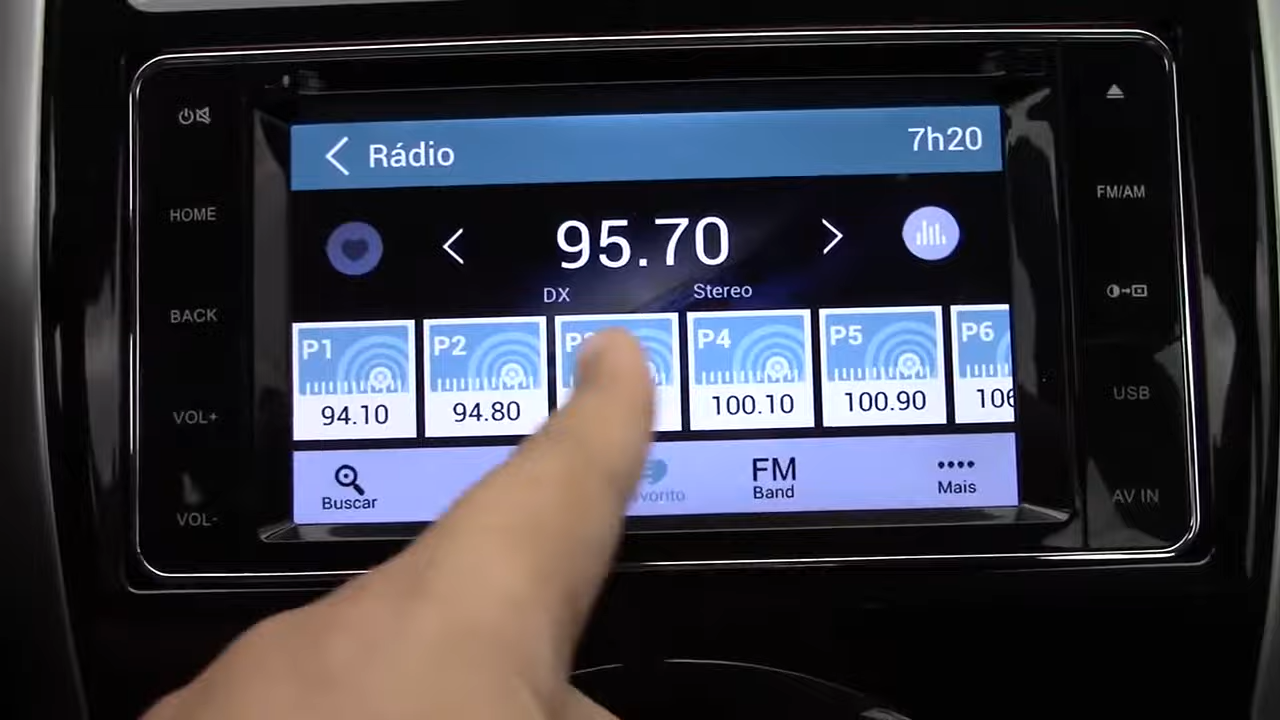 Rádio 7h20
95.70
DX Stereo
P1 P2 P3 P4 P5 P6
94.10 94.80 100.10 100.90
Buscar FM Band Mais
HOME
BACK
VOL+
VOL-
FM/AM
USB
AV IN